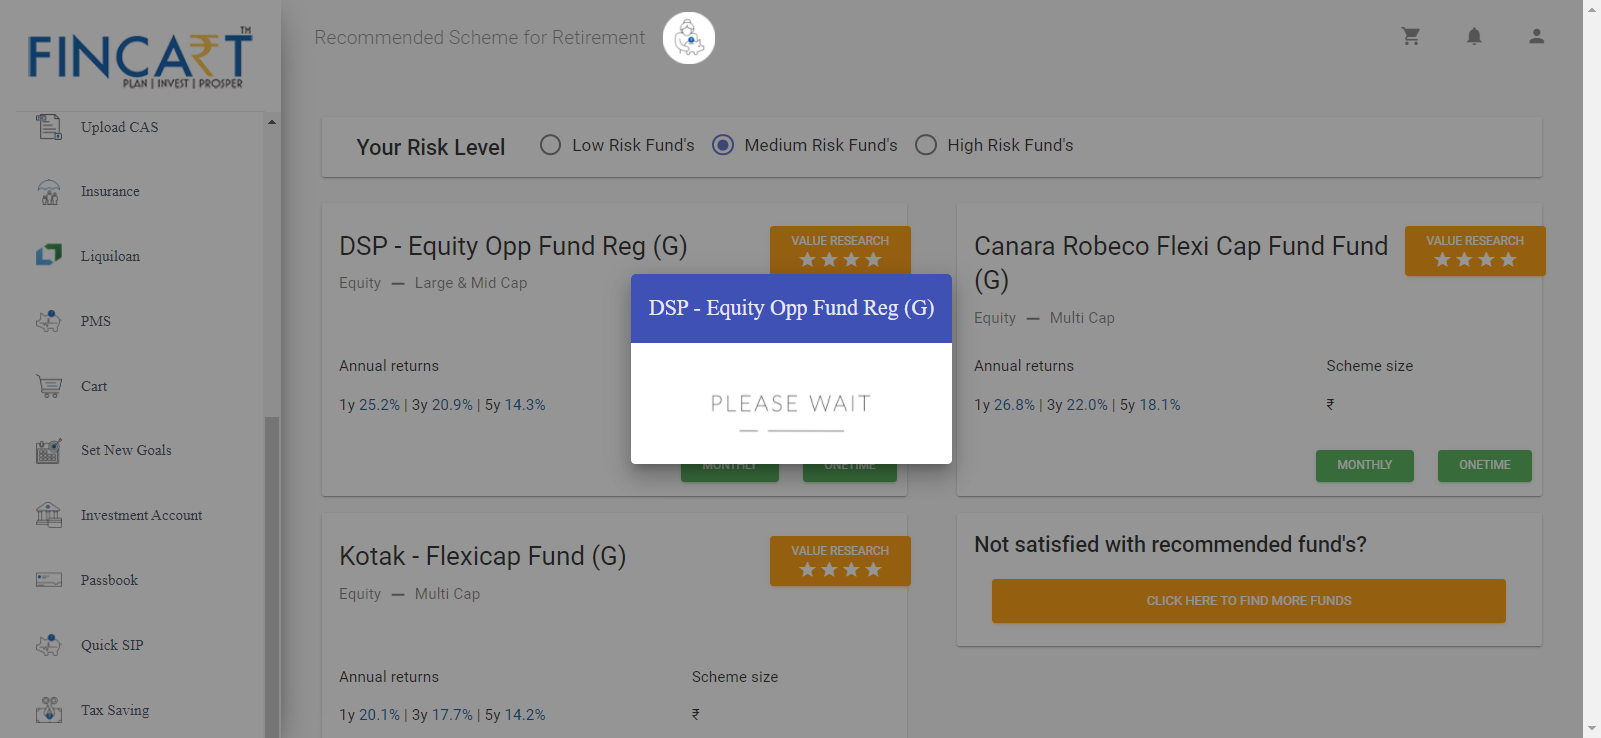 FINCART TM
PLAN | INVEST | PROSPER
Recommended Scheme for Retirement
Upload CAS
Insurance
Liquiloan
PMS
Cart
Set New Goals
Investment Account
Passbook
Quick SIP
Tax Saving
Your Risk Level
Low Risk Fund's
Medium Risk Fund's
High Risk Fund's
DSP - Equity Opp Fund Reg (G)
VALUE RESEARCH
Equity — Large & Mid Cap
Annual returns
1y 25.2% | 3y 20.9% | 5y 14.3%
MONTHLY
ONETIME
DSP - Equity Opp Fund Reg (G)
PLEASE WAIT
Canara Robeco Flexi Cap Fund Fund
(G)
VALUE RESEARCH
Equity — Multi Cap
Annual returns
Scheme size
1y 26.8% | 3y 22.0% | 5y 18.1%
₹
MONTHLY
ONETIME
Kotak - Flexicap Fund (G)
VALUE RESEARCH
Equity — Multi Cap
Annual returns
Scheme size
1y 20.1% | 3y 17.7% | 5y 14.2%
₹
Not satisfied with recommended fund's?
CLICK HERE TO FIND MORE FUNDS